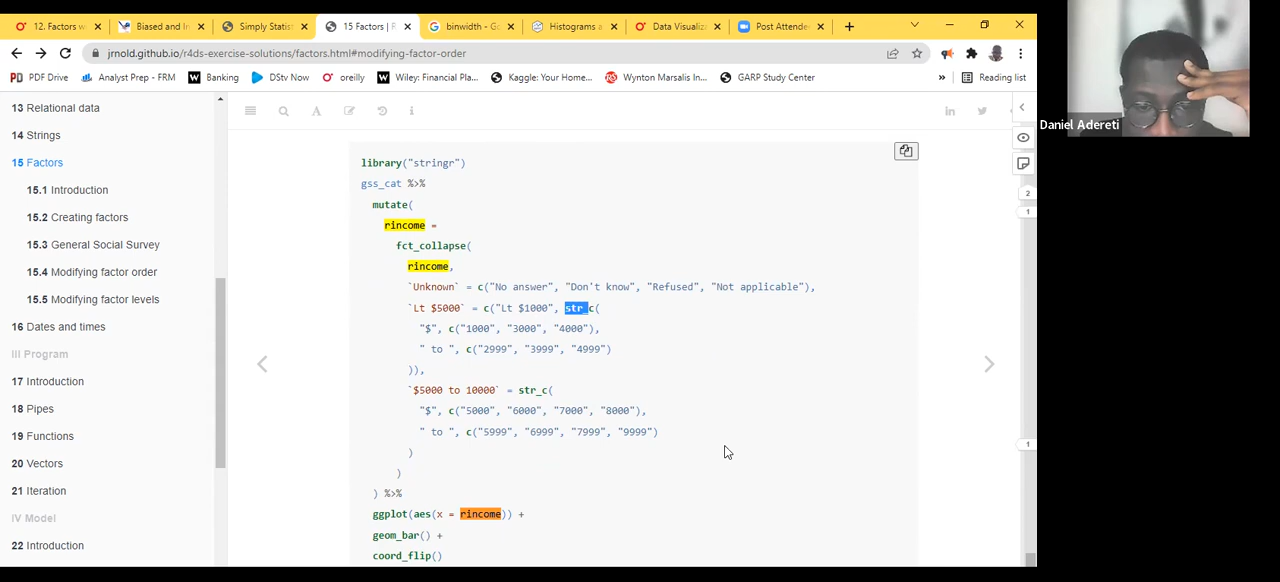 12. Factors w
Biased and In
Simply Statist
15 Factors | R
binwidth - Go
Histograms a
Data Visualiz
Post Attende
jrnold.github.io/r4ds-exercise-solutions/factors.html#modifying-factor-order
PDF Drive
Analyst Prep - FRM
Banking
DStv Now
oreilly
Wiley: Financial Pla...
Kaggle: Your Home...
Wynton Marsalis In...
GARP Study Center
»
Reading list
13 Relational data
14 Strings
15 Factors
15.1 Introduction
15.2 Creating factors
15.3 General Social Survey
15.4 Modifying factor order
15.5 Modifying factor levels
16 Dates and times
III Program
17 Introduction
18 Pipes
19 Functions
20 Vectors
21 Iteration
IV Model
22 Introduction
library("stringr")
gss_cat %>%
mutate(
rincome =
fct_collapse(
rincome,
`Unknown` = c("No answer", "Don't know", "Refused", "Not applicable"),
`Lt $5000` = c("Lt $1000", str_c(
"$", c("1000", "3000", "4000"),
" to ", c("2999", "3999", "4999")
)),
`$5000 to 10000` = str_c(
"$", c("5000", "6000", "7000", "8000"),
" to ", c("5999", "6999", "7999", "9999")
)
)
) %>%
ggplot(aes(x = rincome)) +
geom_bar() +
coord_flip()
2
1
1
Daniel Adereti